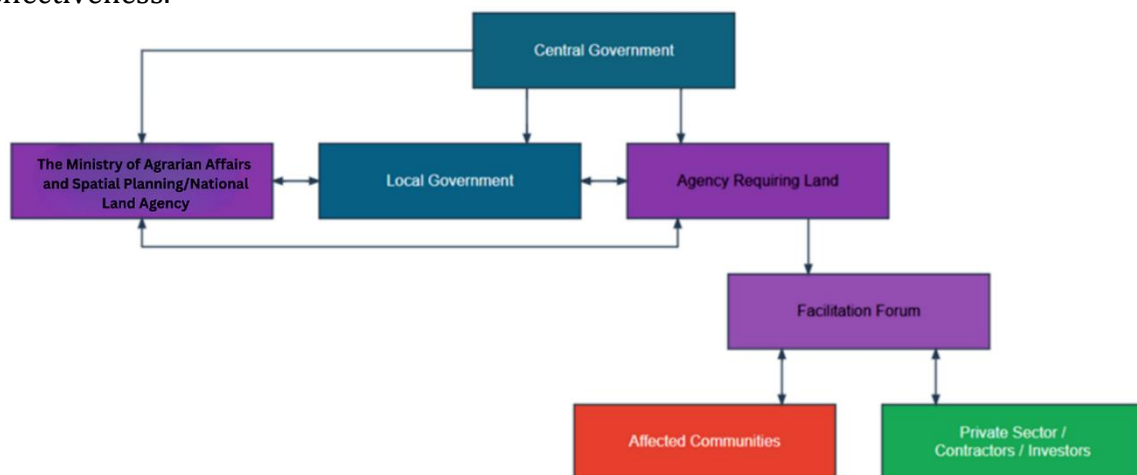 Central Government
The Ministry of Agrarian Affairs
and Spatial Planning/National
Land Agency
Local Government
Agency Requiring Land
Facilitation Forum
Affected Communities
Private Sector /
Contractors / Investors